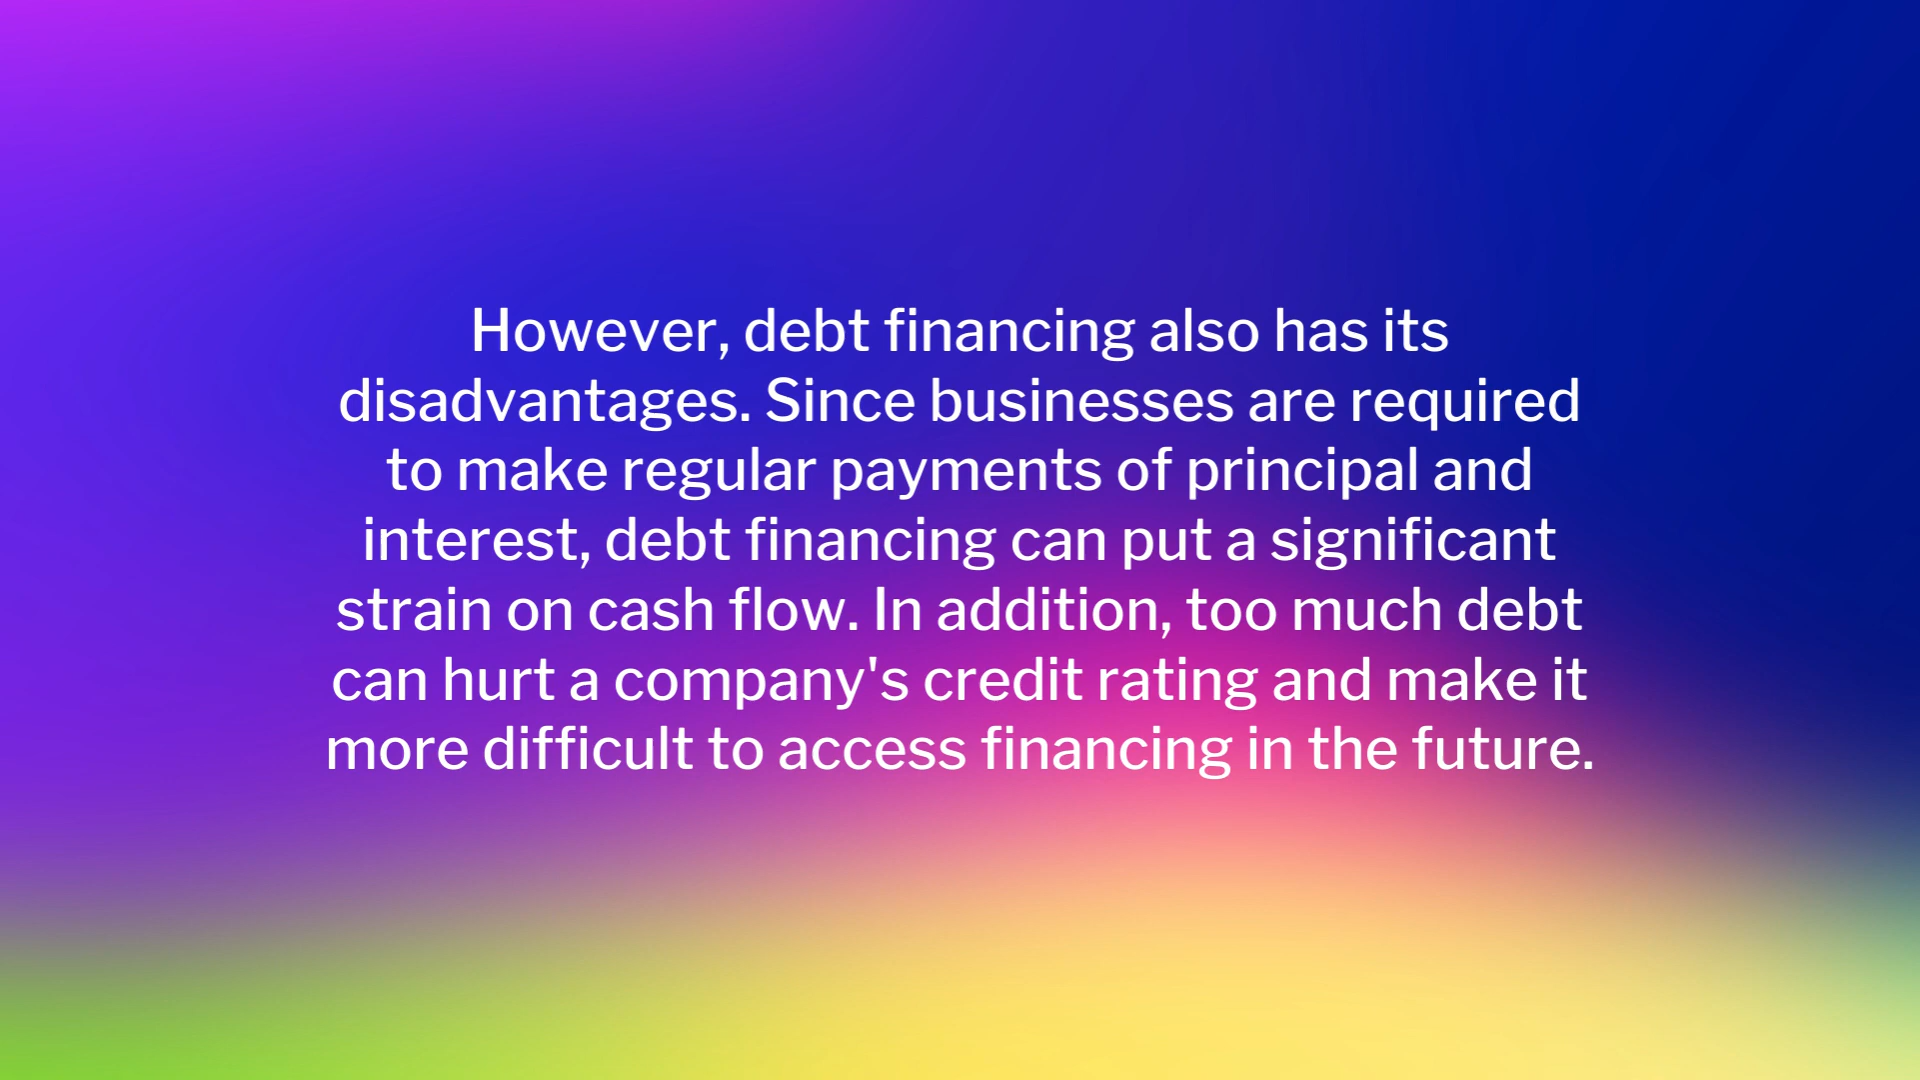 However, debt financing also has its
disadvantages. Since businesses are required
to make regular payments of principal and
interest, debt financing can put a significant
strain on cash flow. In addition, too much debt
can hurt a company's credit rating and make it
more difficult to access financing in the future.